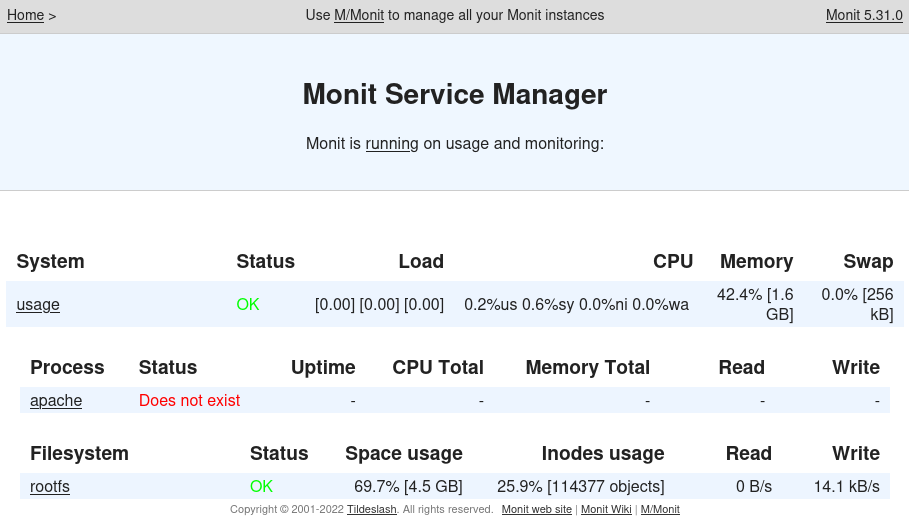 Home > Use M/Monit to manage all your Monit instances Monit 5.31.0
Monit Service Manager
Monit is running on usage and monitoring:
System Status Load CPU Memory Swap
usage OK [0.00] [0.00] [0.00] 0.2%us 0.6%sy 0.0%ni 0.0%wa 42.4% [1.6 GB] 0.0% [256 kB]
Process Status Uptime CPU Total Memory Total Read Write
apache Does not exist - - - - -
Filesystem Status Space usage Inodes usage Read Write
rootfs OK 69.7% [4.5 GB] 25.9% [114377 objects] 0 B/s 14.1 kB/s
Copyright © 2001-2022 Tildeslash. All rights reserved. Monit web site | Monit Wiki | M/Monit